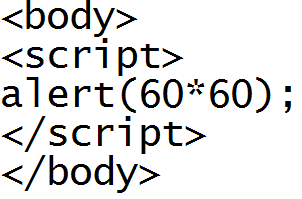 <body>
<script>
alert(60*60);
</script>
</body>